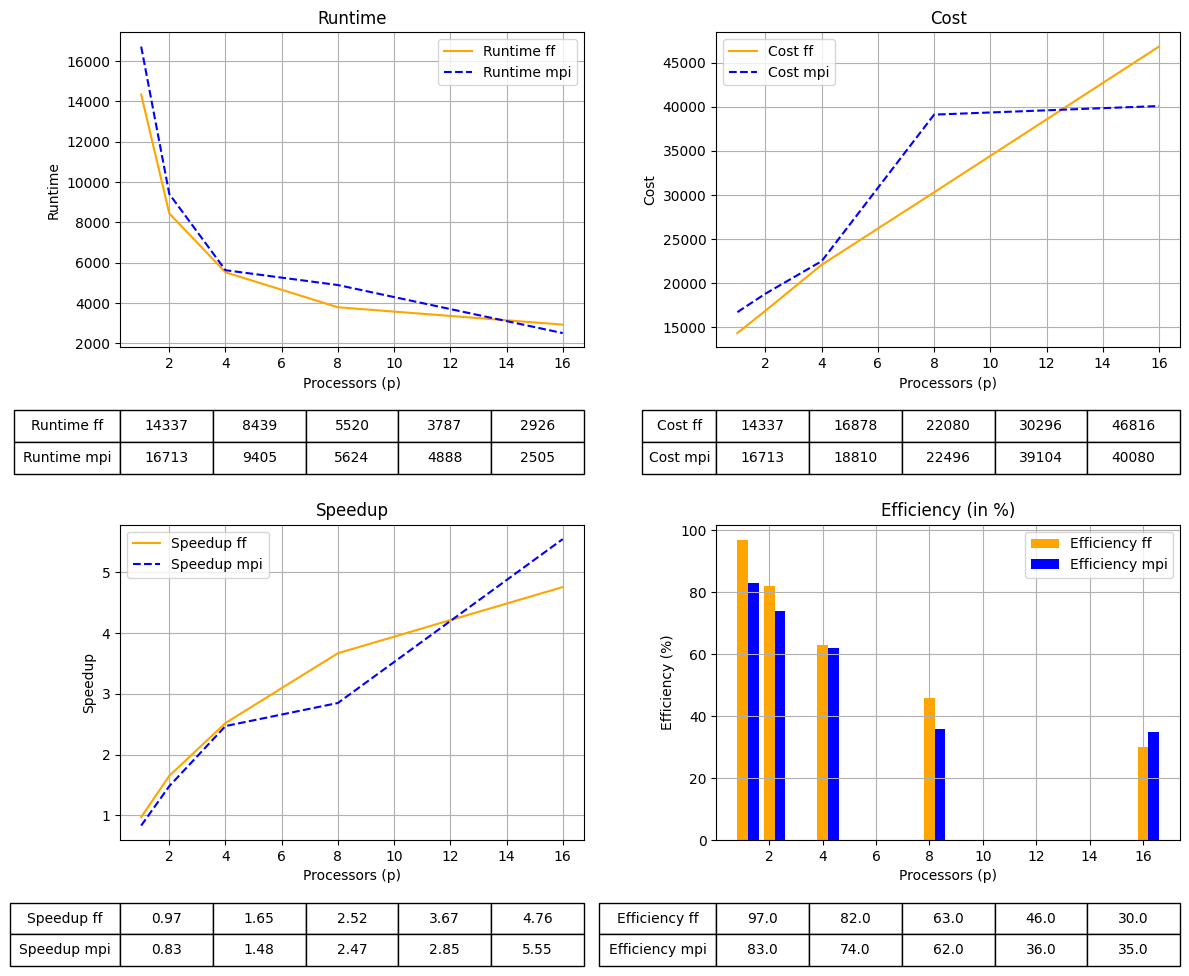 Runtime
16000
14000
12000
10000
8000
6000
4000
2000
Runtime
Runtime ff
Runtime mpi
2 4 6 8 10 12 14 16
Processors (p)
Runtime ff 14337 8439 5520 3787 2926
Runtime mpi 16713 9405 5624 4888 2505
Cost
45000
40000
35000
30000
25000
20000
15000
Cost
Cost ff
Cost mpi
2 4 6 8 10 12 14 16
Processors (p)
Cost ff 14337 16878 22080 30296 46816
Cost mpi 16713 18810 22496 39104 40080
Speedup
5
4
3
2
1
Speedup
Speedup ff
Speedup mpi
2 4 6 8 10 12 14 16
Processors (p)
Speedup ff 0.97 1.65 2.52 3.67 4.76
Speedup mpi 0.83 1.48 2.47 2.85 5.55
Efficiency (in %)
100
80
60
40
20
0
Efficiency (%)
Efficiency ff
Efficiency mpi
2 4 6 8 10 12 14 16
Processors (p)
Efficiency ff 97.0 82.0 63.0 46.0 30.0
Efficiency mpi 83.0 74.0 62.0 36.0 35.0